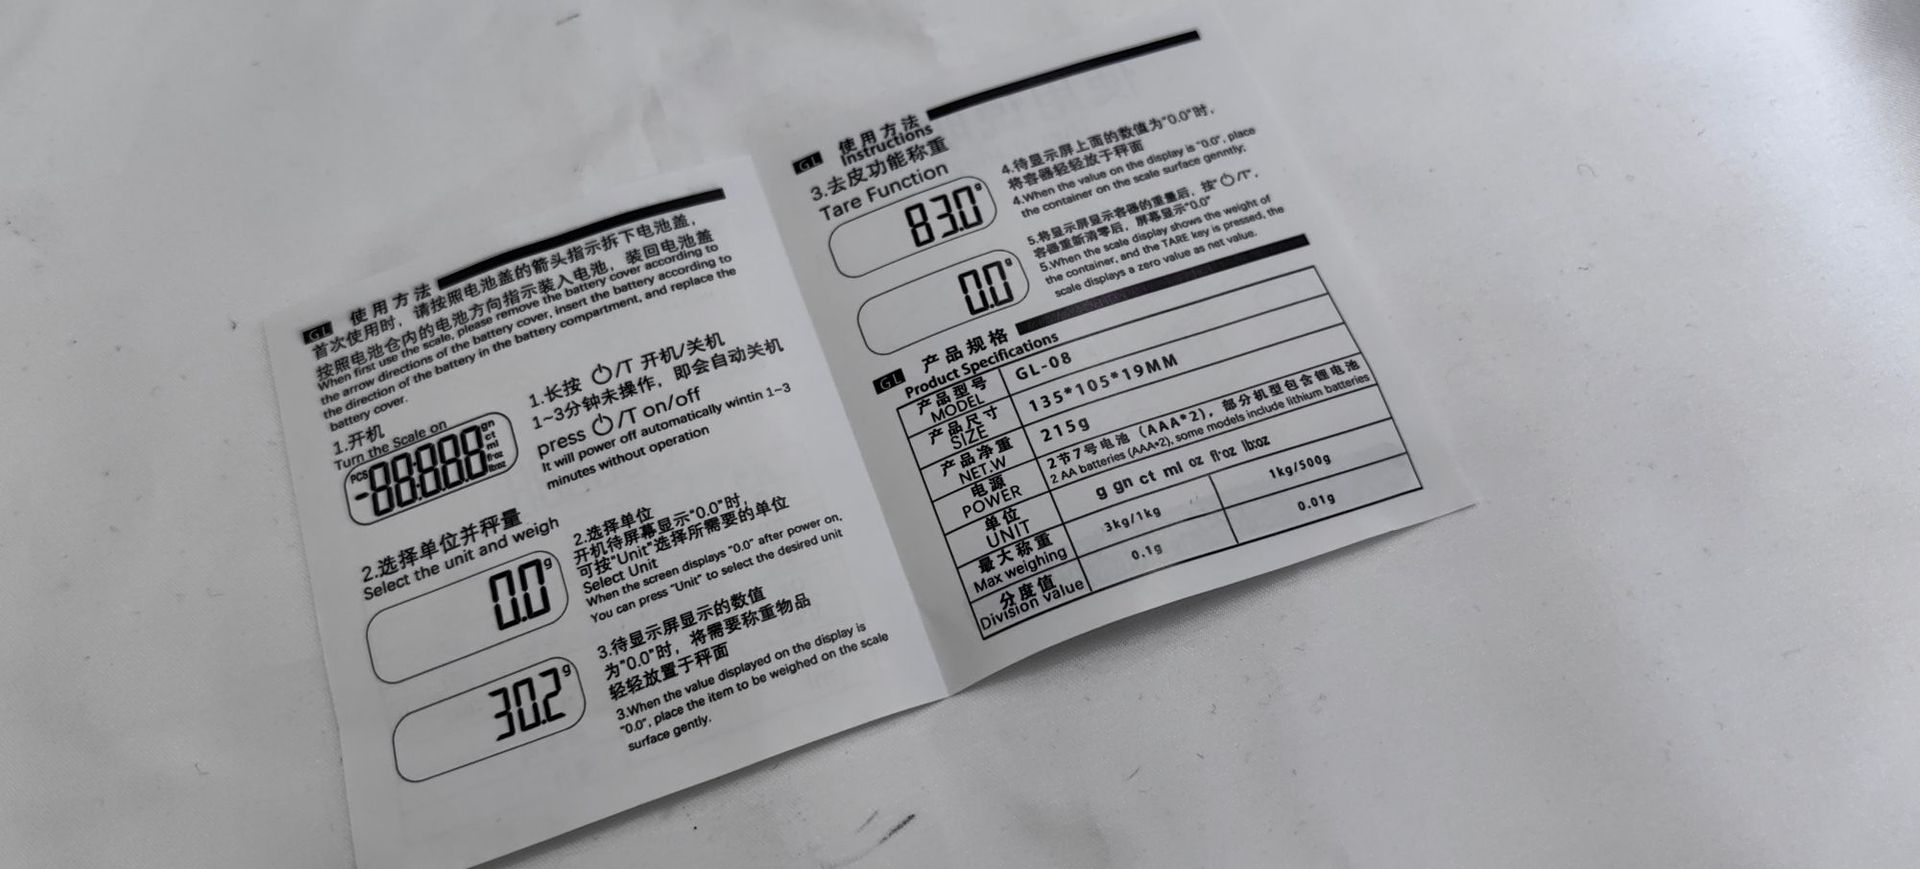 GL 使用方法
首次使用时，请按照电池盖的箭头指示拆下电池盖，
按照电池仓内的电池方向指示装入电池，装回电池盖
When first use the scale, please remove the battery cover according to
the arrow directions of the battery cover, insert the battery according to
the direction of the battery in the battery compartment, and replace the
battery cover.
1.开机
Turn the Scale on
PCS
-88:888
gn
ct
ml
fl·oz
lb:oz
1.长按 ⏻/T 开机/关机
1~3分钟未操作，即会自动关机
press ⏻/T on/off
It will power off automatically wintin 1~3
minutes without operation
2.选择单位并秤量
Select the unit and weigh
0.0g
30.2g
2.选择单位
开机待屏幕显示"0.0"时，
可按"Unit"选择所需要的单位
Select Unit
When the screen displays "0.0" after power on,
You can press "Unit" to select the desired unit
3.待显示屏显示的数值
为"0.0"时，将需要称重物品
轻轻放置于秤面
3.When the value displayed on the display is
"0.0", place the item to be weighed on the scale
surface gently.
GL 使用方法
Instructions
3.去皮功能称重
Tare Function
83.0g
0.0g
4.待显示屏上面的数值为"0.0"时，
将容器轻轻放于秤面
4.When the value on the display is "0.0", place
the container on the scale surface genntly;
5.将显示屏显示容器的重量后，按"⏻/T"，
容器重新清零后，屏幕显示"0.0"
5.When the scale display shows the weight of
the container, and the TARE key is pressed, the
scale displays a zero value as net value.
GL 产品规格
Product Specifications
产品型号
MODEL
GL-08
产品尺寸
SIZE
135*105*19MM
产品净重
NET.W
215g
电源
POWER
2节7号电池（AAA*2），部分机型包含锂电池
2 AA batteries (AAA*2), some models include lithium batteries
单位
UNIT
g gn ct ml oz fl·oz lb:oz
最大称重
Max weighing
3kg/1kg
1kg/500g
分度值
Division value
0.1g
0.01g